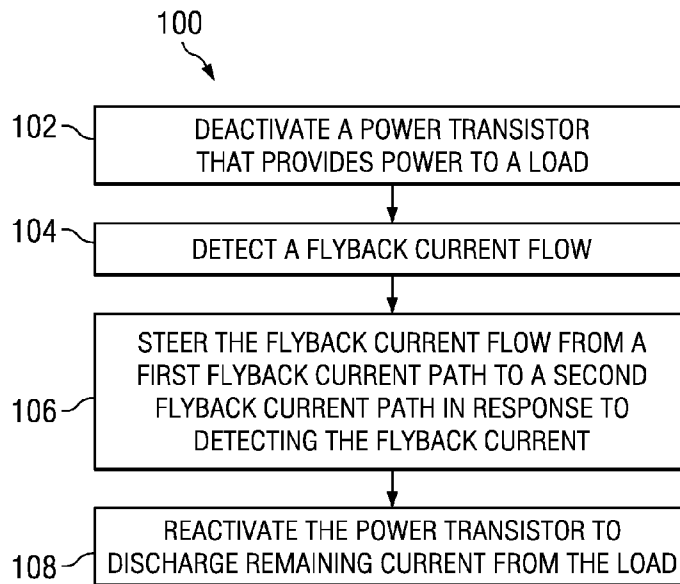 100
102
DEACTIVATE A POWER TRANSISTOR
THAT PROVIDES POWER TO A LOAD
104
DETECT A FLYBACK CURRENT FLOW
106
STEER THE FLYBACK CURRENT FLOW FROM A
FIRST FLYBACK CURRENT PATH TO A SECOND
FLYBACK CURRENT PATH IN RESPONSE TO
DETECTING THE FLYBACK CURRENT
108
REACTIVATE THE POWER TRANSISTOR TO
DISCHARGE REMAINING CURRENT FROM THE LOAD